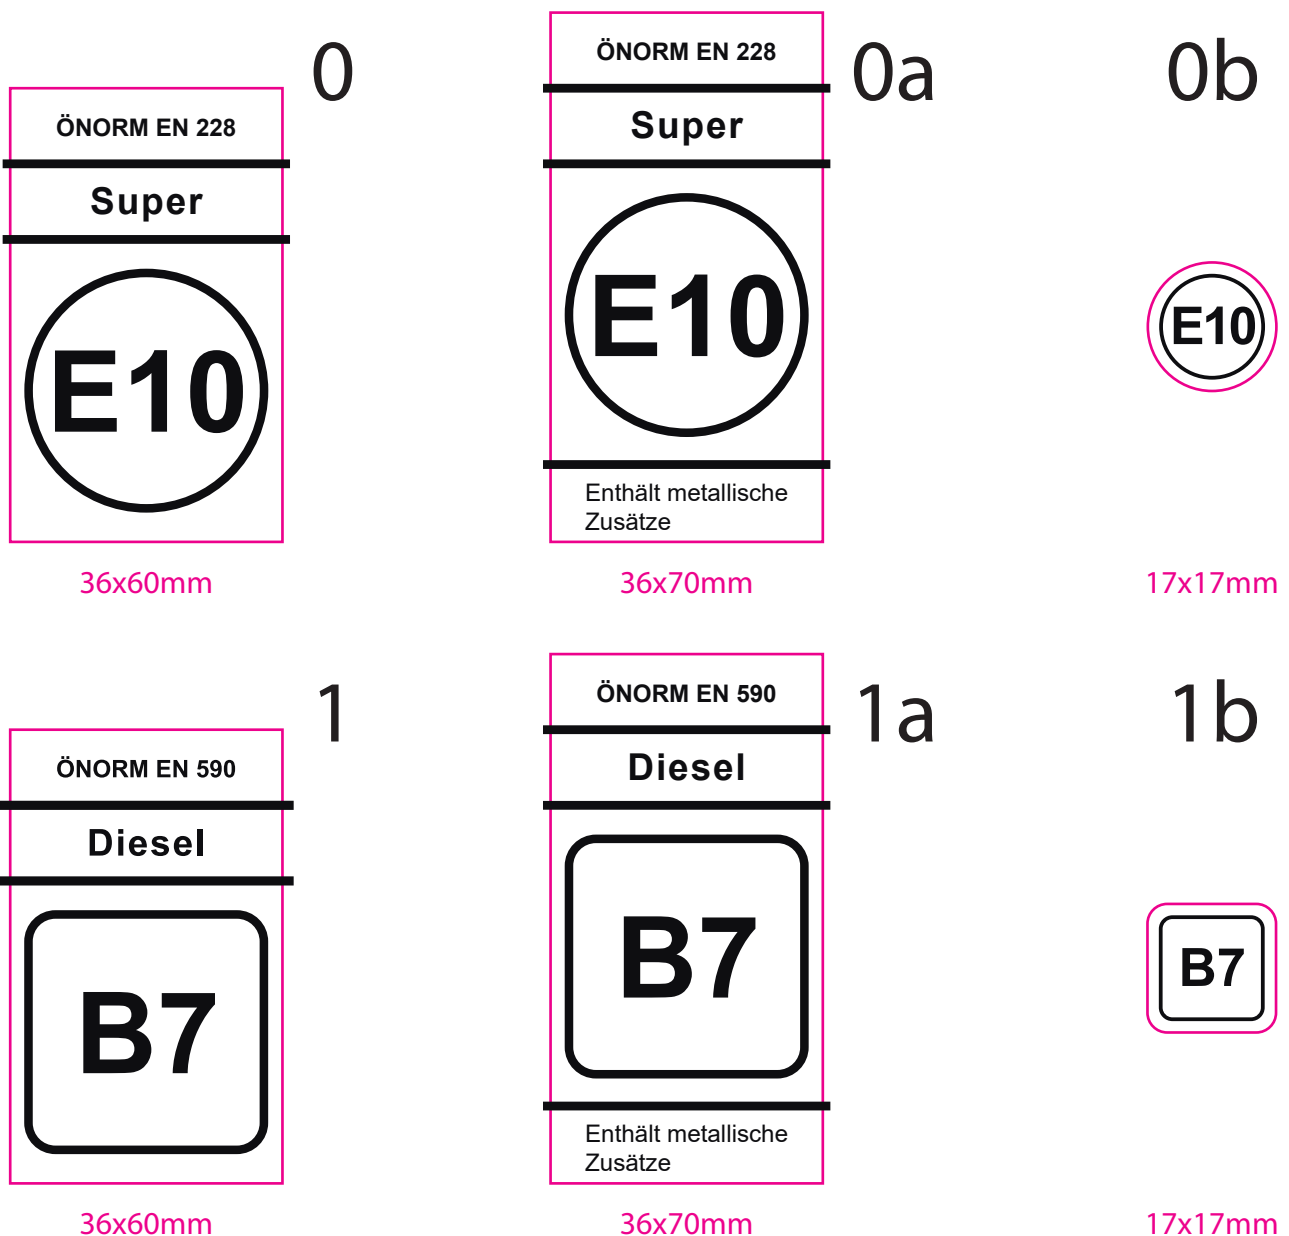 0
ÖNORM EN 228
Super
E10
36x60mm
0a
ÖNORM EN 228
Super
E10
Enthält metallische
Zusätze
36x70mm
0b
E10
17x17mm
1
ÖNORM EN 590
Diesel
B7
36x60mm
1a
ÖNORM EN 590
Diesel
B7
Enthält metallische
Zusätze
36x70mm
1b
B7
17x17mm